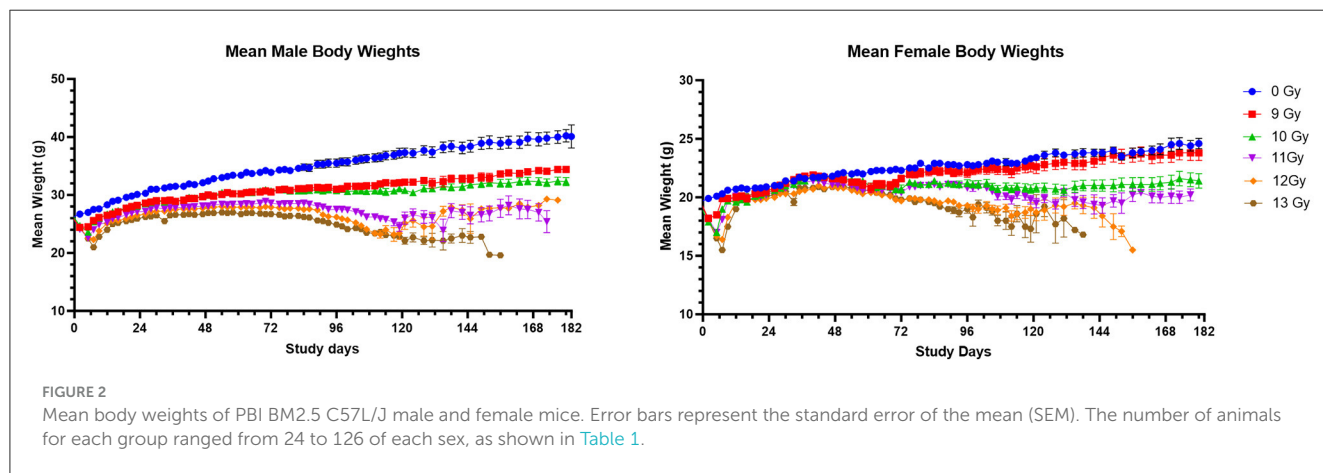 Mean Male Body Wieghts
50
40
30
20
10
Mean Wieght (g)
0 24 48 72 96 120 144 168 182
Study days
Mean Female Body Wieghts
30
25
20
15
10
Mean Wieght (g)
0 24 48 72 96 120 144 168 182
Study Days
0 Gy
9 Gy
10 Gy
11Gy
12Gy
13 Gy
FIGURE 2
Mean body weights of PBI BM2.5 C57L/J male and female mice. Error bars represent the standard error of the mean (SEM). The number of animals
for each group ranged from 24 to 126 of each sex, as shown in Table 1.